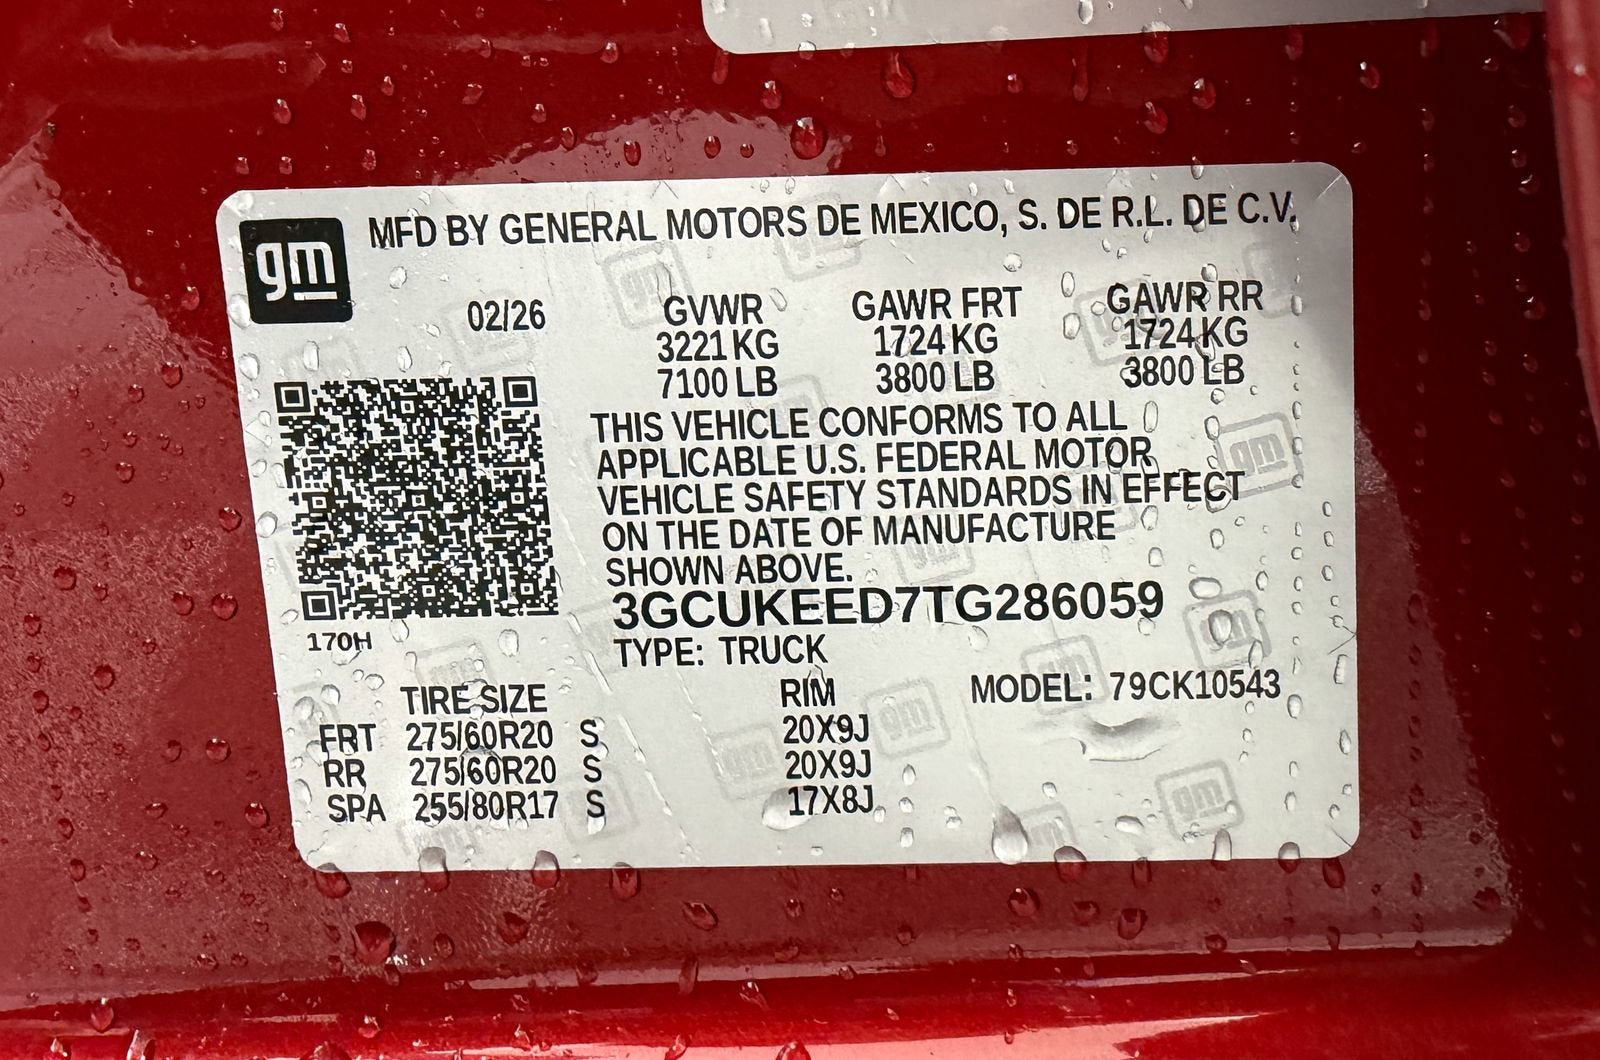 gm MFD BY GENERAL MOTORS DE MEXICO, S. DE R.L. DE C.V.
02/26 GVWR GAWR FRT GAWR RR
3221 KG 1724 KG 1724 KG
7100 LB 3800 LB 3800 LB
THIS VEHICLE CONFORMS TO ALL
APPLICABLE U.S. FEDERAL MOTOR
VEHICLE SAFETY STANDARDS IN EFFECT
ON THE DATE OF MANUFACTURE
SHOWN ABOVE.
3GCUKEED7TG286059
170H
TYPE: TRUCK
TIRE SIZE RIM MODEL: 79CK10543
FRT 275/60R20 S 20X9J
RR 275/60R20 S 20X9J
SPA 255/80R17 S 17X8J